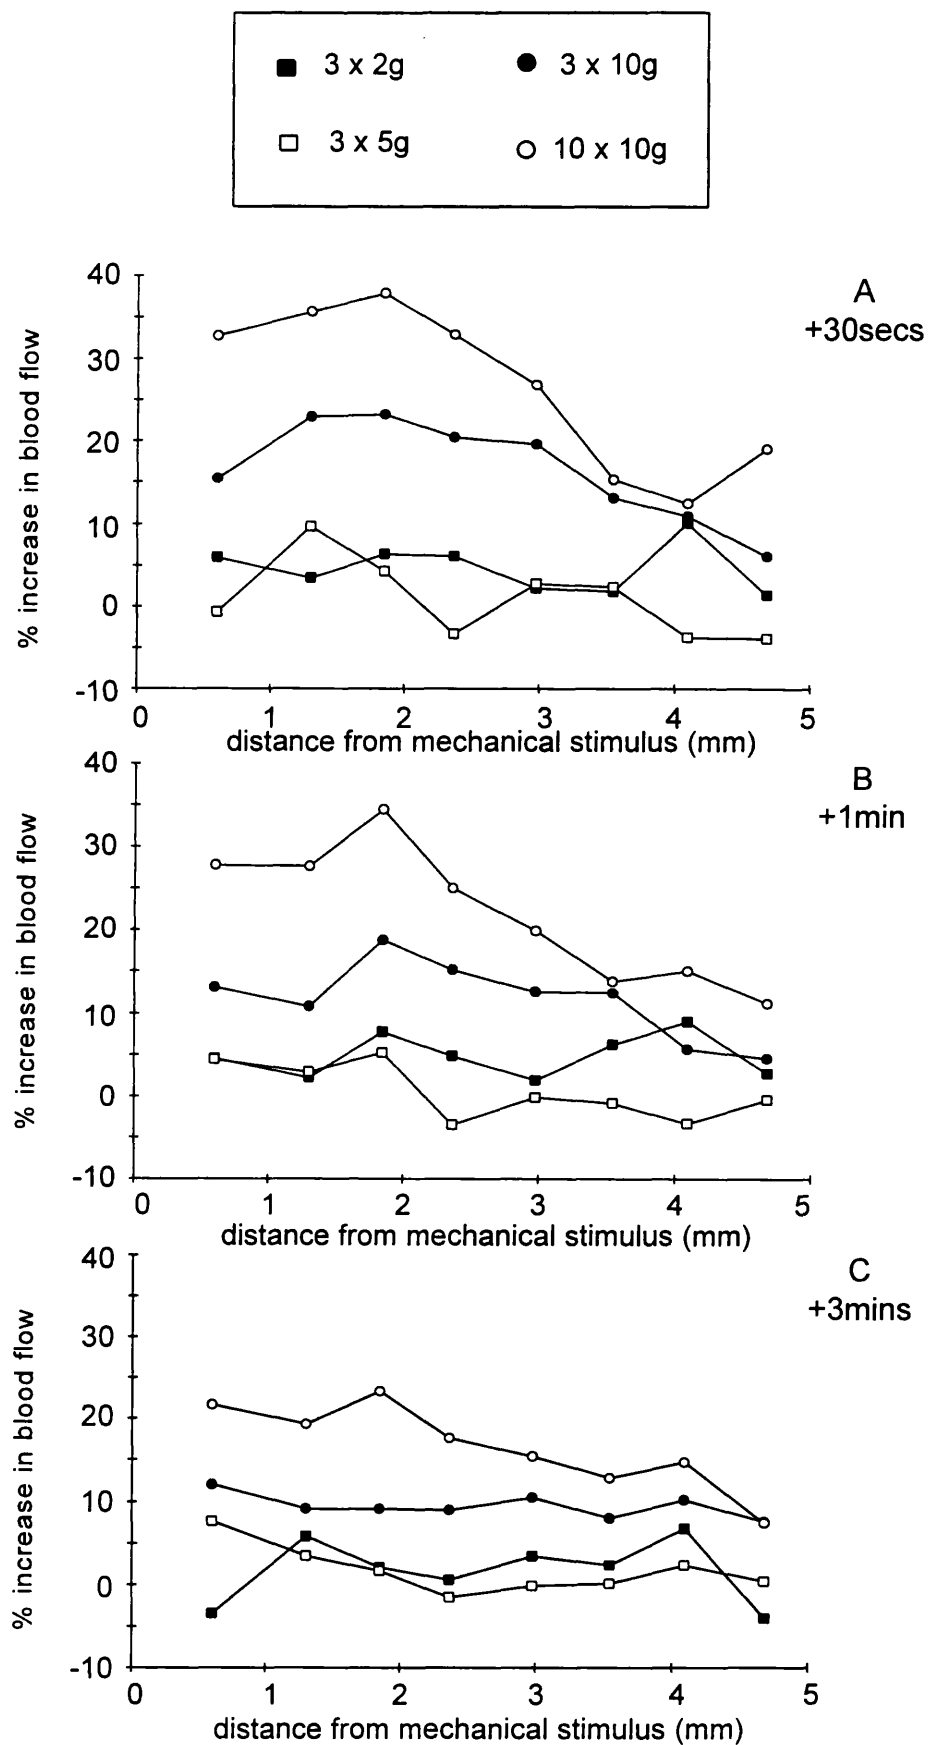 3 x 2g
3 x 10g
3 x 5g
10 x 10g
A
+30secs
% increase in blood flow
40
30
20
10
0
-10
0 1 2 3 4 5
distance from mechanical stimulus (mm)
B
+1min
% increase in blood flow
40
30
20
10
0
-10
0 1 2 3 4 5
distance from mechanical stimulus (mm)
C
+3mins
% increase in blood flow
40
30
20
10
0
-10
0 1 2 3 4 5
distance from mechanical stimulus (mm)